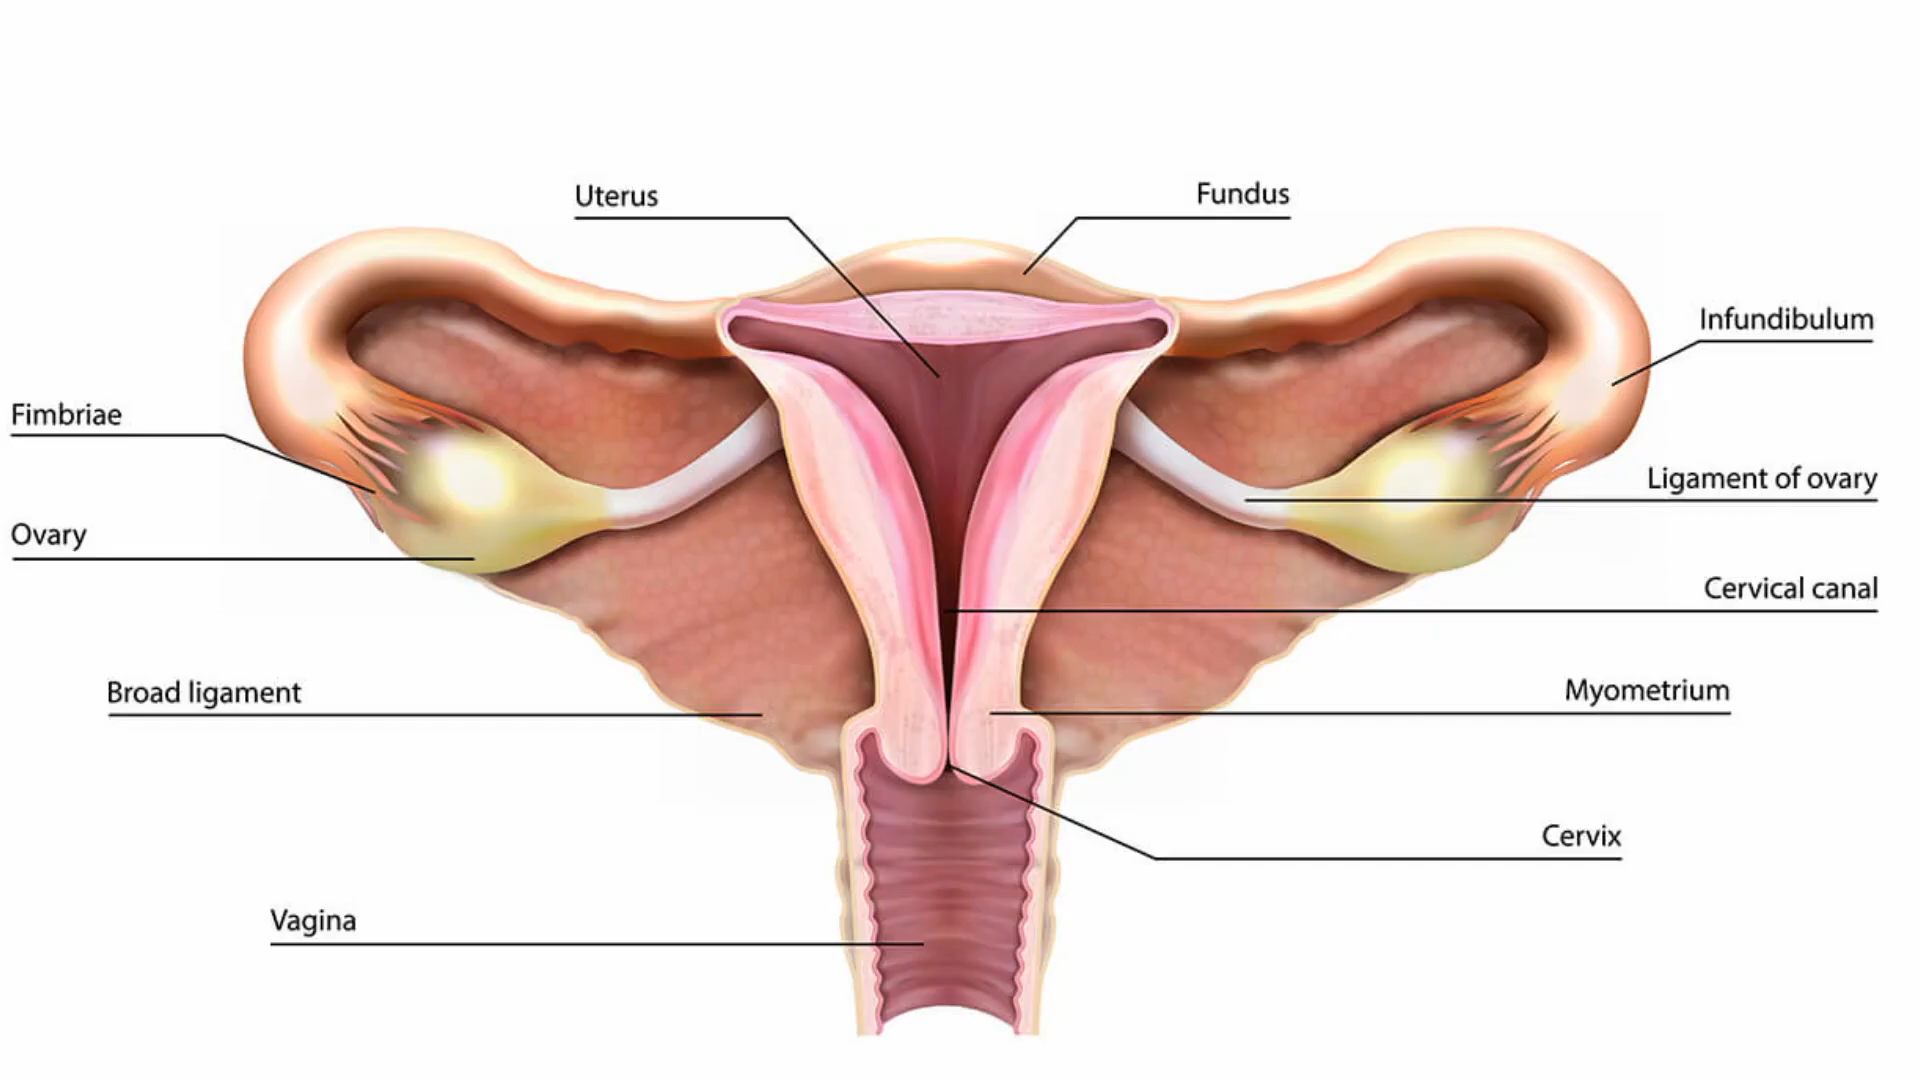 Uterus
Fundus
Infundibulum
Fimbriae
Ligament of ovary
Ovary
Cervical canal
Broad ligament
Myometrium
Cervix
Vagina